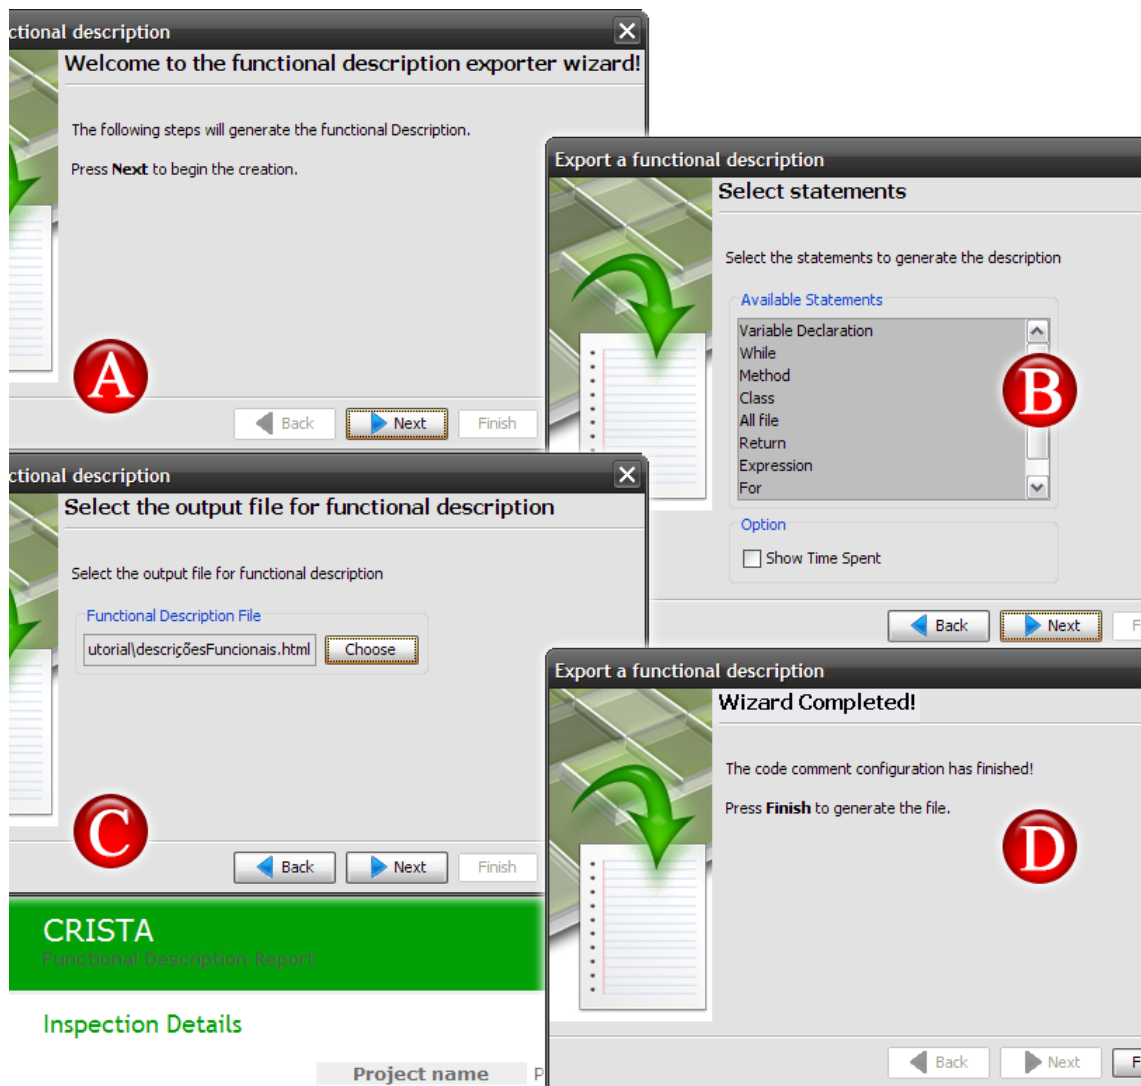 ctional description
Welcome to the functional description exporter wizard!
The following steps will generate the functional Description.
Press Next to begin the creation.
A
Back
Next
Finish
Export a functional description
Select statements
Select the statements to generate the description
Available Statements
Variable Declaration
While
Method
Class
All file
Return
Expression
For
B
Option
Show Time Spent
Back
Next
F
ctional description
Select the output file for functional description
Select the output file for functional description
Functional Description File
utorial\descriçõesFuncionais.html
Choose
C
Back
Next
Finish
Export a functional description
Wizard Completed!
The code comment configuration has finished!
Press Finish to generate the file.
D
Back
Next
F
CRISTA
Functional Description Report
Inspection Details
Project name
P